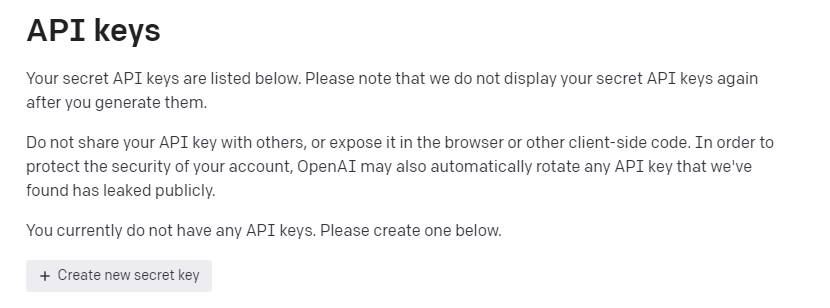 API keys
Your secret API keys are listed below. Please note that we do not display your secret API keys again
after you generate them.
Do not share your API key with others, or expose it in the browser or other client-side code. In order to
protect the security of your account, OpenAI may also automatically rotate any API key that we've
found has leaked publicly.
You currently do not have any API keys. Please create one below.
+ Create new secret key